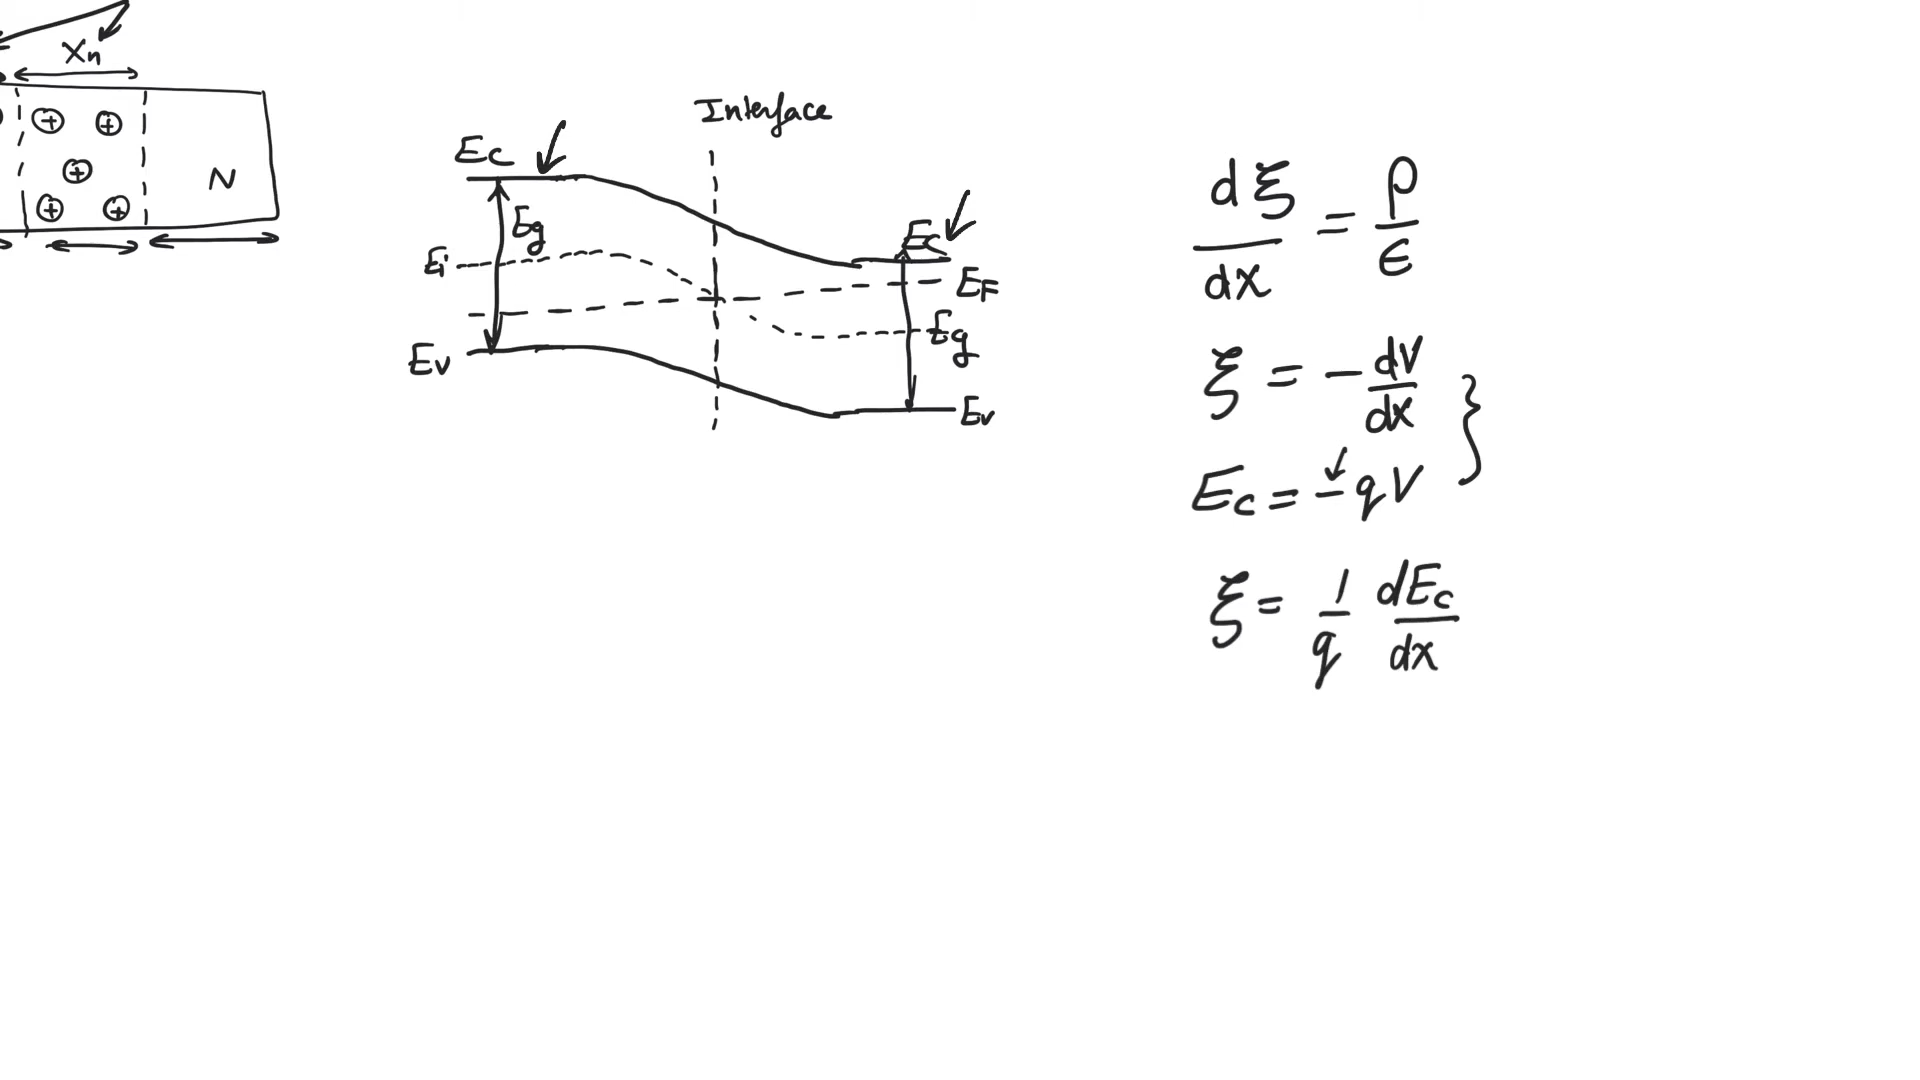 Xn
+ +
+
+ +
N
Interface
Ec
Eg
Ei
Ev
Ec
EF
Eg
Ev
dξ/dx = ρ/ϵ
ξ = - dV/dx }
Ec = - qV
ξ = 1/q dEc/dx